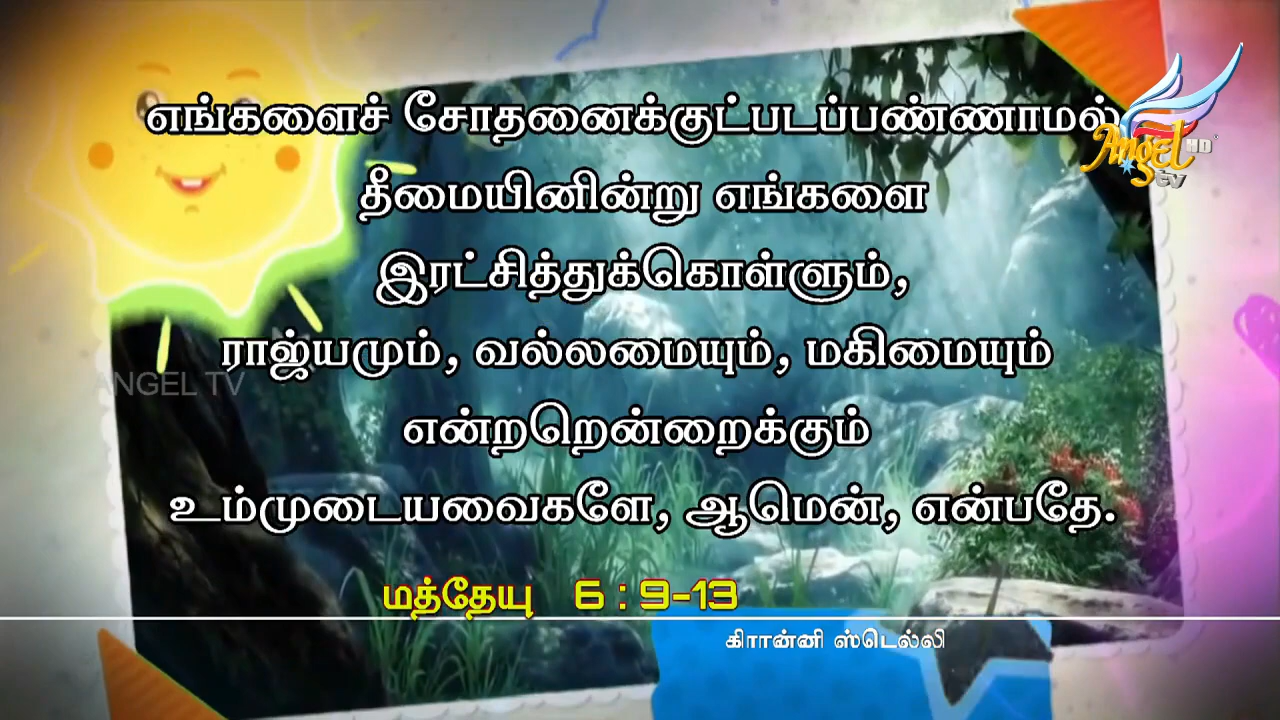 எங்களைச் சோதனைக்குட்படப்பண்ணாமல்
Angel HD
tv
தீமையினின்று எங்களை
இரட்சித்துக்கொள்ளும்,
ராஜ்யமும், வல்லமையும், மகிமையும்
ANGEL TV
என்றறென்றைக்கும்
உம்முடையவைகளே, ஆமென், என்பதே.
மத்தேயு 6 : 9-13
கிரான்னி ஸ்டெல்லி